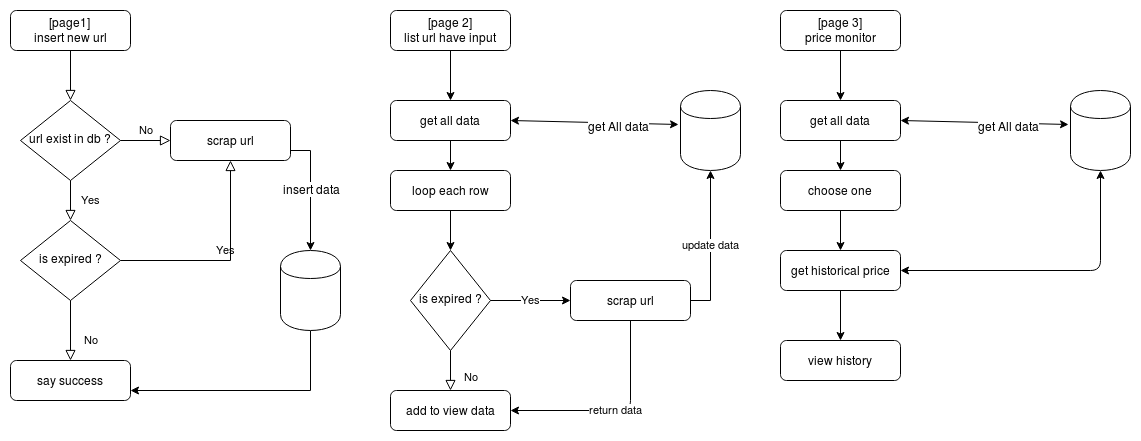 [page1]
insert new url
url exist in db ?
No
scrap url
Yes
insert data
is expired ?
Yes
No
say success
[page 2]
list url have input
get all data
get All data
loop each row
update data
is expired ?
Yes
scrap url
No
add to view data
return data
[page 3]
price monitor
get all data
get All data
choose one
get historical price
view history